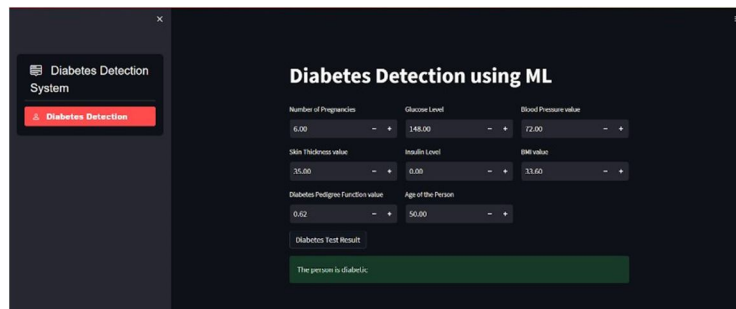 Diabetes Detection
System
Diabetes Detection
Diabetes Detection using ML
Number of Pregnancies Glucose Level Blood Pressure value
6.00 - + 148.00 - + 72.00 - +
Skin Thickness value Insulin Level BMI value
35.00 - + 0.00 - + 33.60 - +
Diabetes Pedigree Function value Age of the Person
0.62 - + 50.00 - +
Diabetes Test Result
The person is diabetic